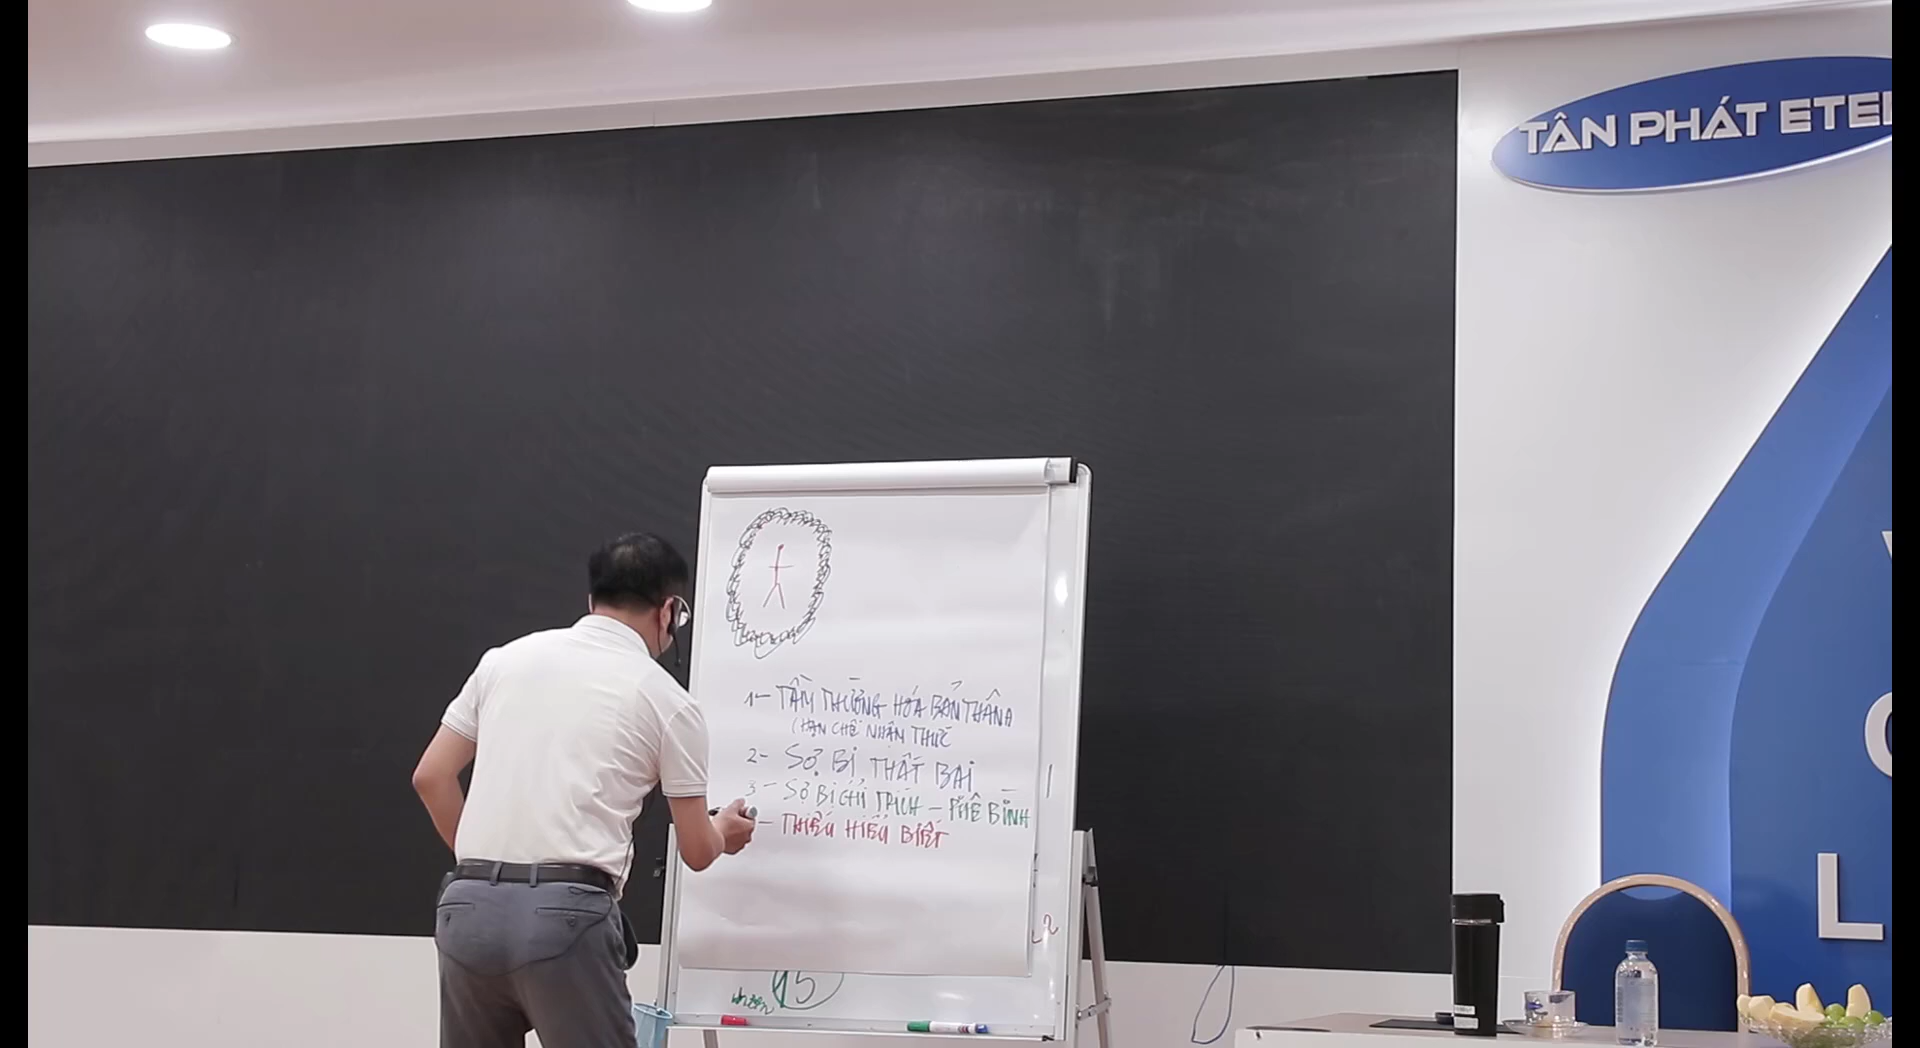 TÂN PHÁT ETE
1- TẦM THƯỜNG HÓA BẢN THÂN
(HẠN CHẾ NHẬN THỨC
2- SỢ BỊ THẤT BẠI
3- SỢ BỊ CHỈ TRÍCH - PHÊ BÌNH
- THIẾU HIỂU BIẾT
15
L